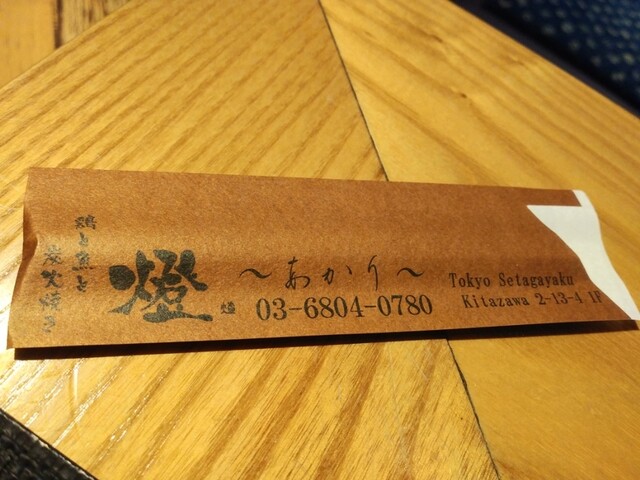 鶏と魚と
炭火焼き
燈
～あかり～
03-6804-0780
Tokyo Setagayaku
Kitazawa 2-13-4 1F